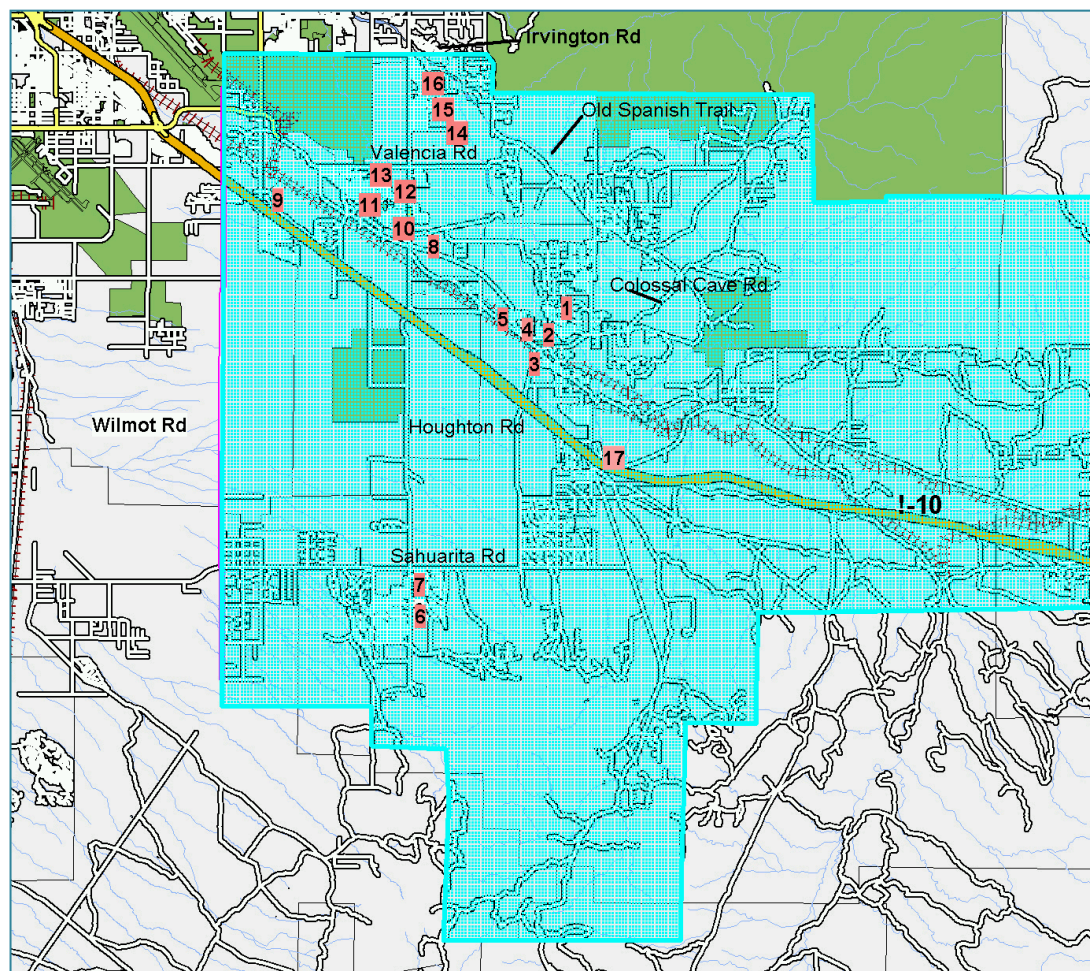 Irvington Rd
16
15
Old Spanish Trail
14
Valencia Rd
13
12
9
11
10
8
Colossal Cave Rd
1
5
4
2
3
Wilmot Rd
Houghton Rd
17
!-10
Sahuarita Rd
7
6